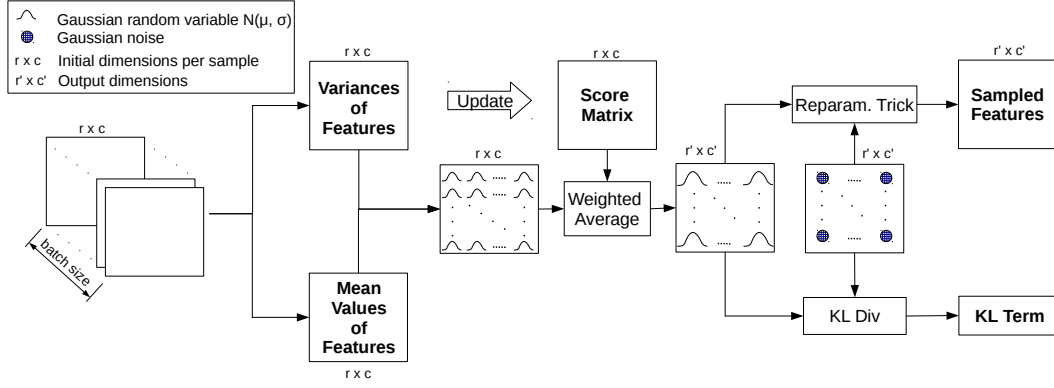 Gaussian random variable N(μ, σ)
Gaussian noise
r x c Initial dimensions per sample
r' x c' Output dimensions
r x c
batch size
r x c
Variances
of
Features
Mean
Values of
Features
r x c
Update
r x c
r x c
Score
Matrix
Weighted
Average
r' x c'
Reparam. Trick
r' x c'
KL Div
r' x c'
Sampled
Features
KL Term